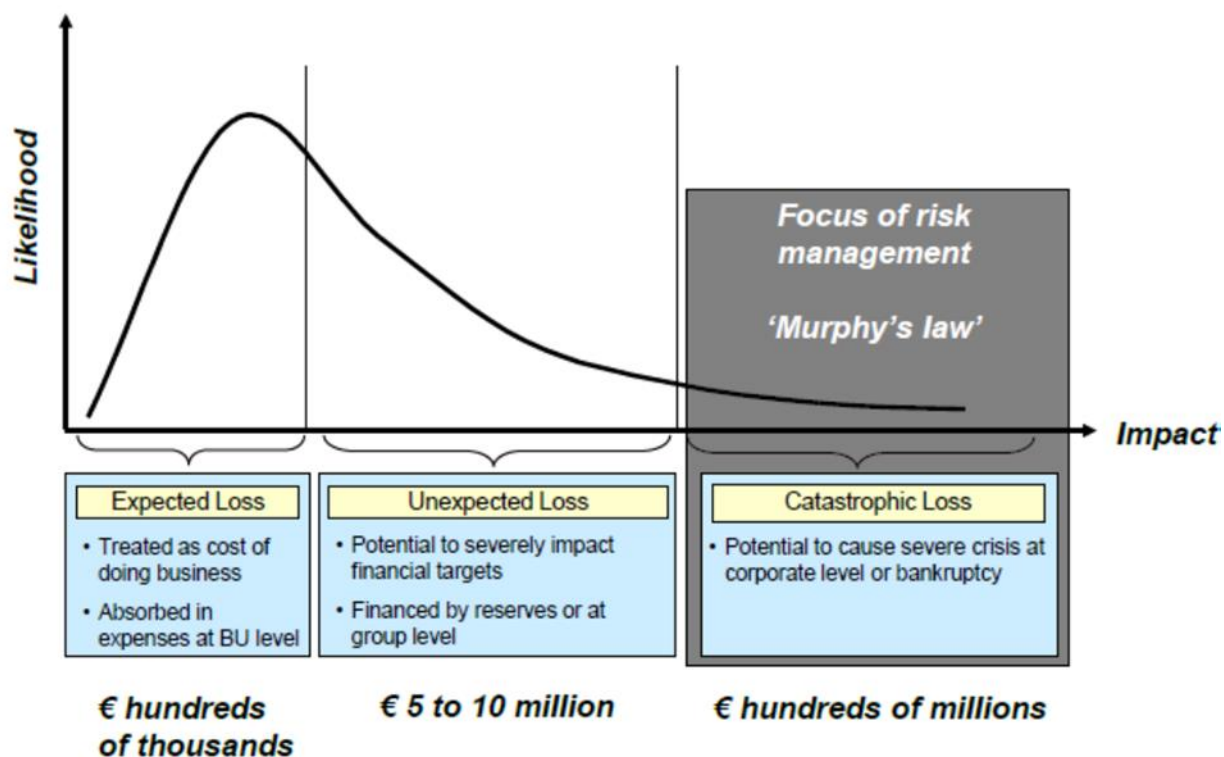 Likelihood
Focus of risk
management
‘Murphy’s law’
Impact
Expected Loss
• Treated as cost of
doing business
• Absorbed in
expenses at BU level
Unexpected Loss
• Potential to severely impact
financial targets
• Financed by reserves or at
group level
Catastrophic Loss
• Potential to cause severe crisis at
corporate level or bankruptcy
€ hundreds
of thousands
€ 5 to 10 million
€ hundreds of millions